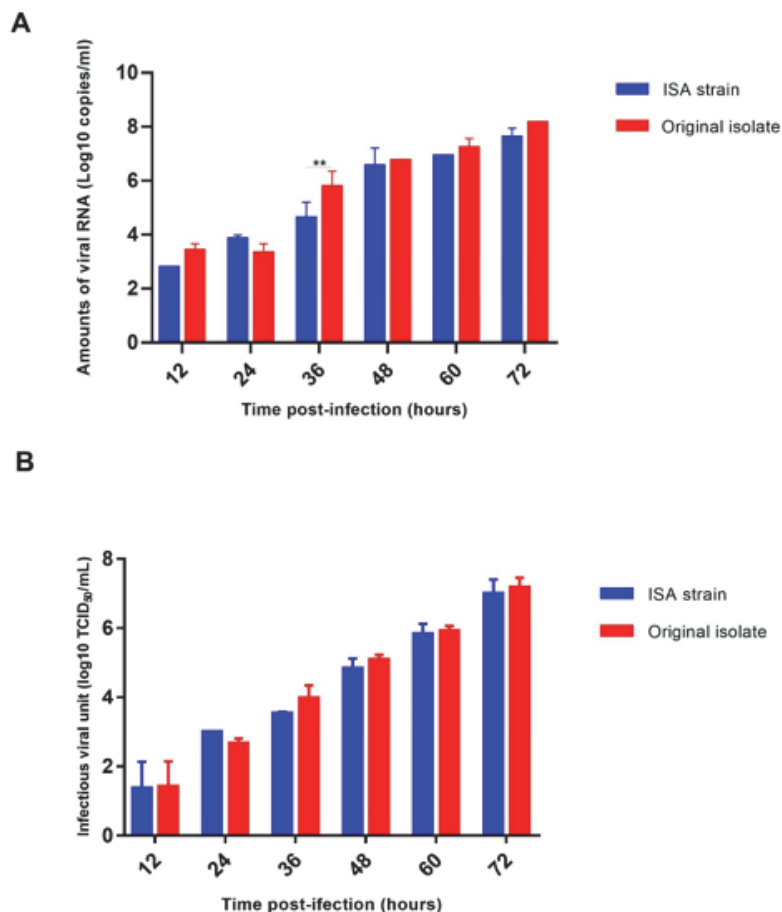 A
Amounts of viral RNA (Log10 copies/ml)
10
8
6
4
2
0
**
12
24
36
48
60
72
Time post-infection (hours)
ISA strain
Original isolate
B
Infectious viral unit (log10 TCID50/mL)
8
6
4
2
0
12
24
36
48
60
72
Time post-ifection (hours)
ISA strain
Original isolate